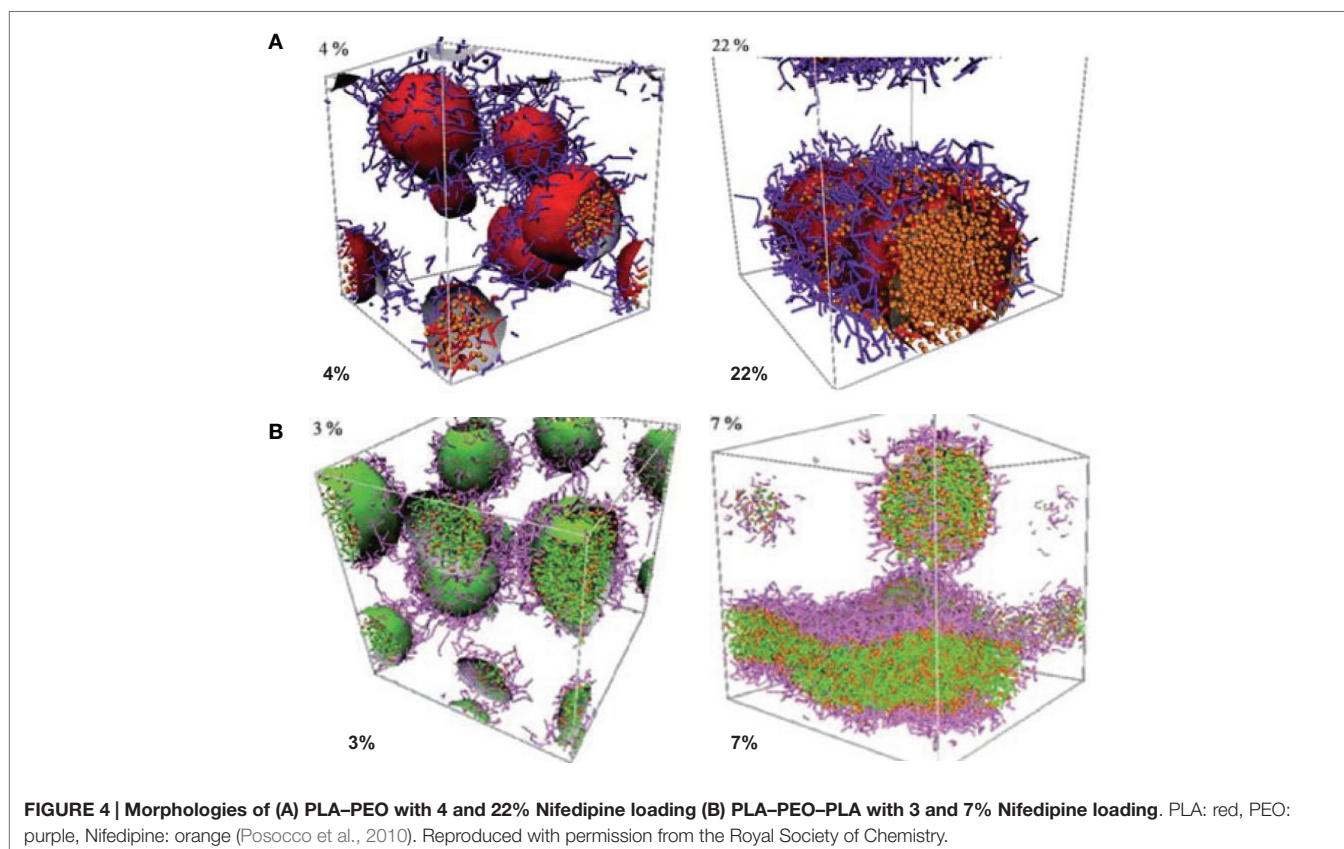 A
4 %
22 %
4%
22%
B
3 %
7 %
3%
7%
FIGURE 4 | Morphologies of (A) PLA–PEO with 4 and 22% Nifedipine loading (B) PLA–PEO–PLA with 3 and 7% Nifedipine loading. PLA: red, PEO:
purple, Nifedipine: orange (Posocco et al., 2010). Reproduced with permission from the Royal Society of Chemistry.